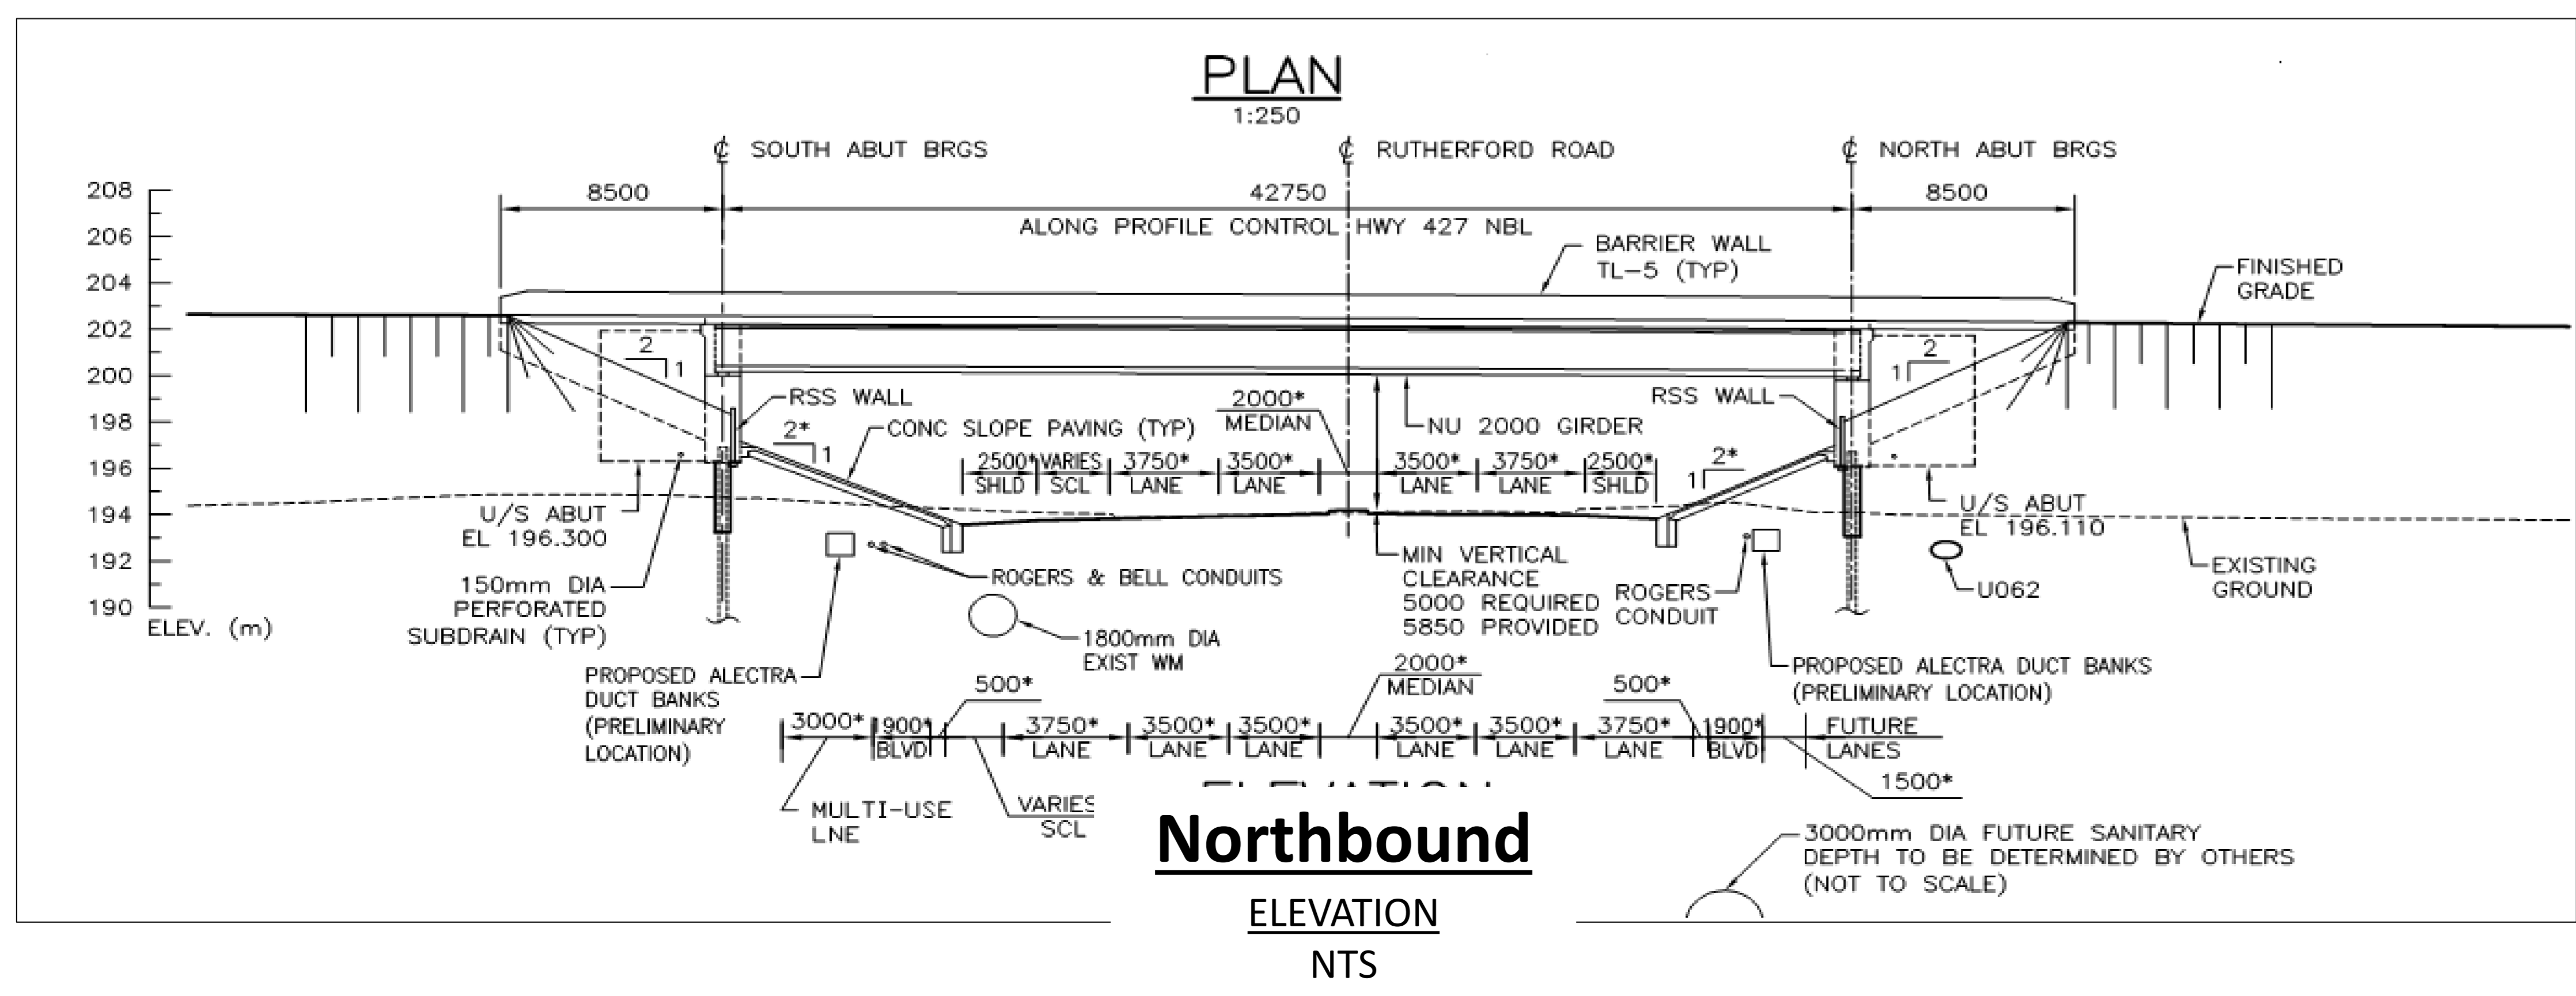 PLAN
1:250
℄ SOUTH ABUT BRGS
℄ RUTHERFORD ROAD
℄ NORTH ABUT BRGS
8500
42750
8500
ALONG PROFILE CONTROL HWY 427 NBL
BARRIER WALL
TL-5 (TYP)
FINISHED
GRADE
208
206
204
202
200
198
196
194
192
190
ELEV. (m)
2
1
2
1
RSS WALL
RSS WALL
2000*
MEDIAN
NU 2000 GIRDER
CONC SLOPE PAVING (TYP)
2*
1
2*
1
2500*
SHLD
VARIES
SCL
3750*
LANE
3500*
LANE
3500*
LANE
3750*
LANE
2500*
SHLD
U/S ABUT
EL 196.300
U/S ABUT
EL 196.110
150mm DIA
PERFORATED
SUBDRAIN (TYP)
ROGERS & BELL CONDUITS
1800mm DIA
EXIST WM
MIN VERTICAL
CLEARANCE
5000 REQUIRED
5850 PROVIDED
ROGERS
CONDUIT
U062
EXISTING
GROUND
PROPOSED ALECTRA
DUCT BANKS
(PRELIMINARY
LOCATION)
PROPOSED ALECTRA DUCT BANKS
(PRELIMINARY LOCATION)
500*
2000*
MEDIAN
500*
3000*
1900*
BLVD
3750*
LANE
3500*
LANE
3500*
LANE
3500*
LANE
3500*
LANE
3750*
LANE
1900*
BLVD
FUTURE
LANES
1500*
MULTI-USE
LNE
VARIES
SCL
ELEVATION
Northbound
ELEVATION
NTS
3000mm DIA FUTURE SANITARY
DEPTH TO BE DETERMINED BY OTHERS
(NOT TO SCALE)